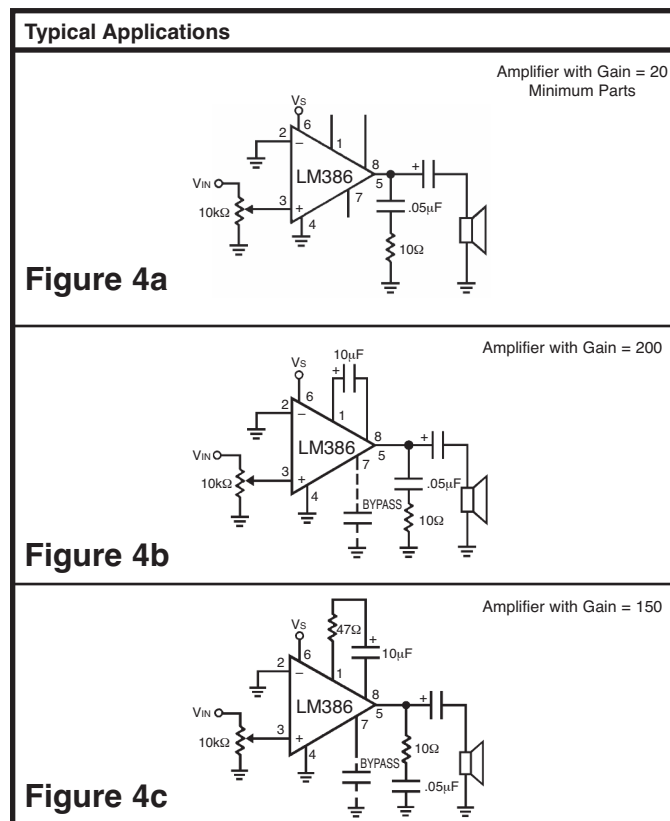 Typical Applications
Amplifier with Gain = 20
Minimum Parts
VS
6
2
–
1
LM386
8
5
VIN
3
+
7
4
10kΩ
+
.05µF
10Ω
Figure 4a
Amplifier with Gain = 200
10µF
+
VS
6
2
–
1
LM386
8
5
VIN
3
+
7
4
10kΩ
+
.05µF
BYPASS
10Ω
Figure 4b
Amplifier with Gain = 150
47Ω
+
10µF
VS
6
2
–
1
LM386
8
5
VIN
3
+
7
4
10kΩ
+
10Ω
BYPASS
.05µF
Figure 4c